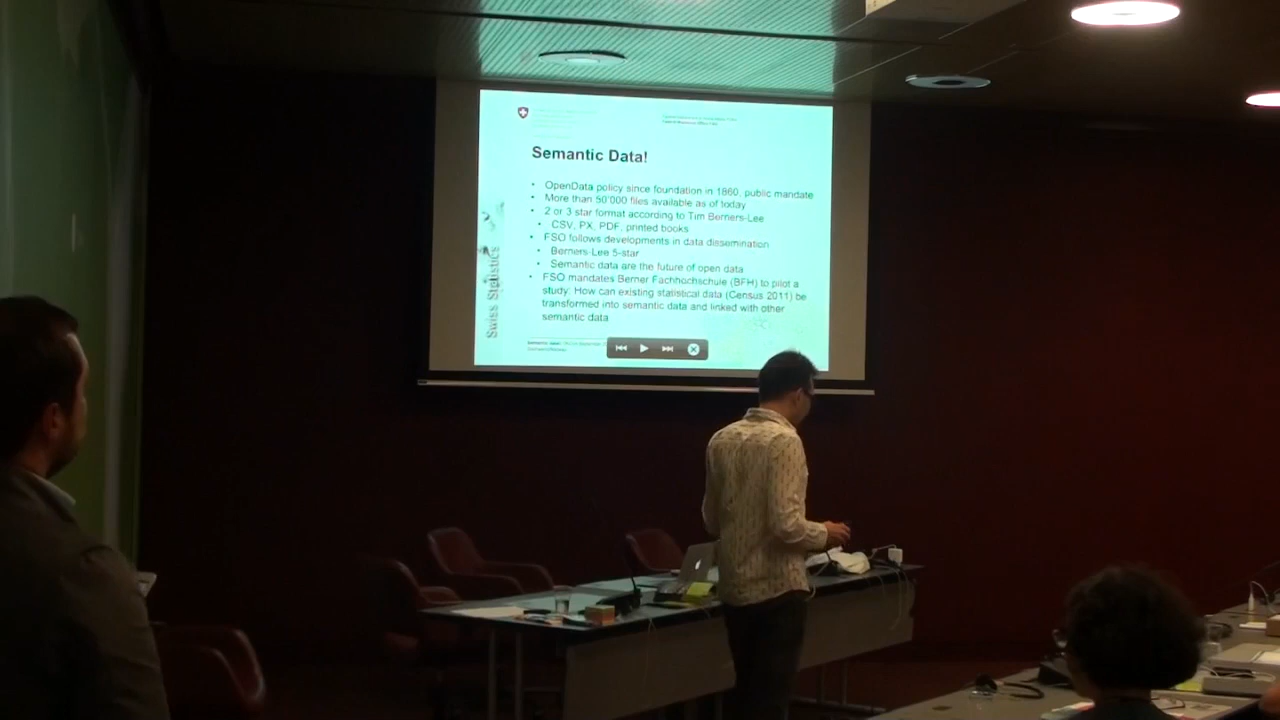 Semantic Data!
• OpenData policy since foundation in 1860, public mandate
• More than 50'000 files available as of today
• 2 or 3 star format according to Tim Berners-Lee
• CSV, PX, PDF, printed books
• FSO follows developments in data dissemination
• Berners-Lee 5-star
• Semantic data are the future of open data
• FSO mandates Berner Fachhochschule (BFH) to pilot a
study: How can existing statistical data (Census 2011) be
transformed into semantic data and linked with other
semantic data
Swiss Statistics